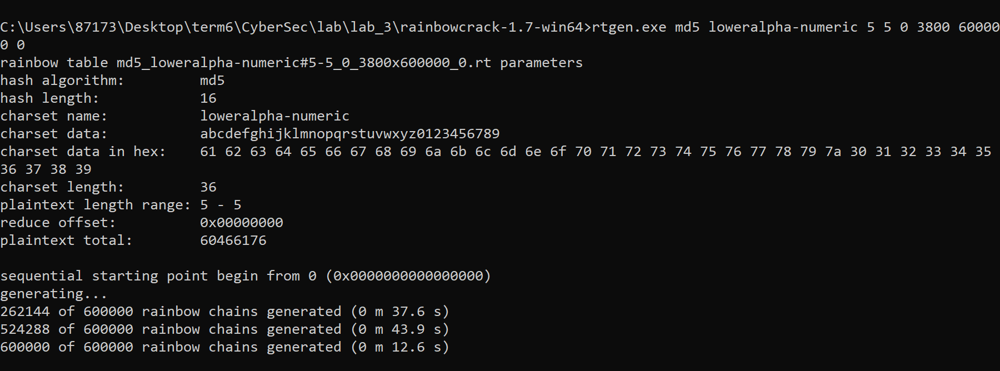 C:\Users\87173\Desktop\term6\CyberSec\lab\lab_3\rainbowcrack-1.7-win64>rtgen.exe md5 loweralpha-numeric 5 5 0 3800 60000
0 0
rainbow table md5_loweralpha-numeric#5-5_0_3800x600000_0.rt parameters
hash algorithm:         md5
hash length:            16
charset name:           loweralpha-numeric
charset data:           abcdefghijklmnopqrstuvwxyz0123456789
charset data in hex:    61 62 63 64 65 66 67 68 69 6a 6b 6c 6d 6e 6f 70 71 72 73 74 75 76 77 78 79 7a 30 31 32 33 34 35
36 37 38 39
charset length:         36
plaintext length range: 5 - 5
reduce offset:          0x00000000
plaintext total:        60466176
sequential starting point begin from 0 (0x0000000000000000)
generating...
262144 of 600000 rainbow chains generated (0 m 37.6 s)
524288 of 600000 rainbow chains generated (0 m 43.9 s)
600000 of 600000 rainbow chains generated (0 m 12.6 s)